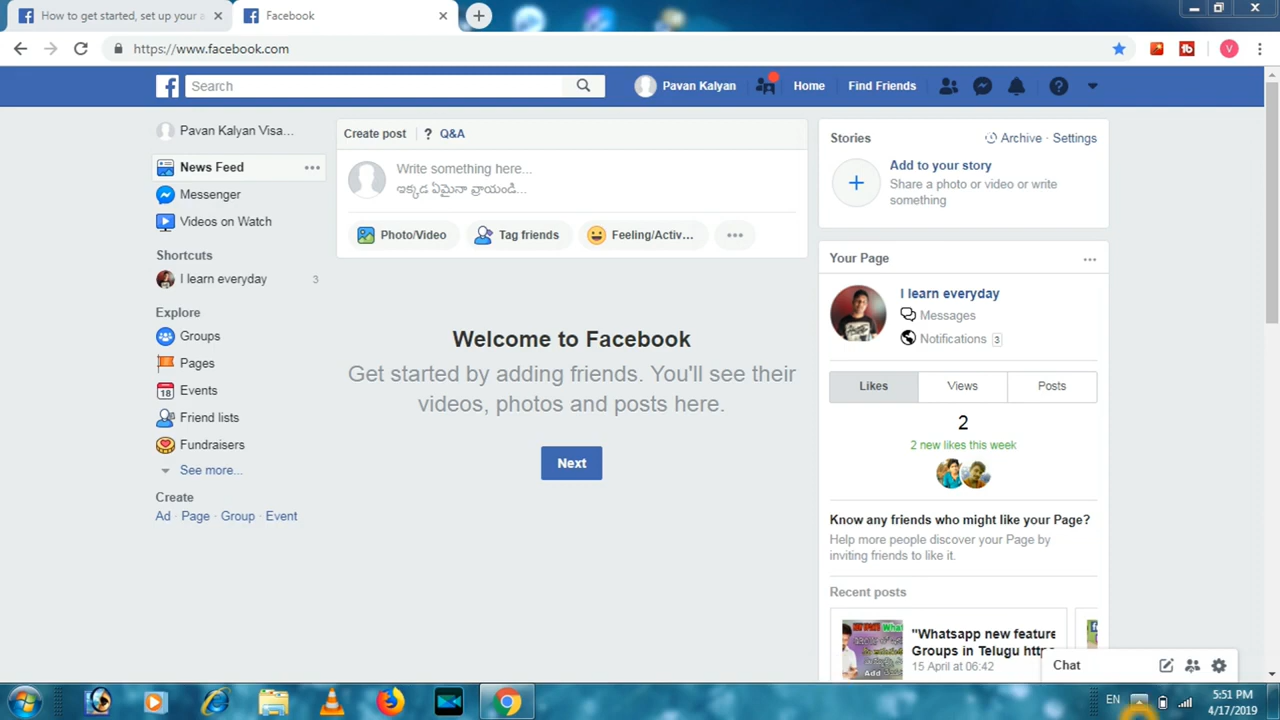 How to get started, set up your a
Facebook
https://www.facebook.com
V
Search
Pavan Kalyan
Home
Find Friends
Pavan Kalyan Visa...
News Feed
Messenger
Videos on Watch
Shortcuts
I learn everyday 3
Explore
Groups
Pages
18 Events
Friend lists
Fundraisers
See more...
Create
Ad · Page · Group · Event
Create post
? Q&A
Write something here...
ఇక్కడ ఏమైనా వ్రాయండి...
Photo/Video
Tag friends
Feeling/Activ...
Welcome to Facebook
Get started by adding friends. You'll see their
videos, photos and posts here.
Next
Stories
Archive · Settings
Add to your story
Share a photo or video or write
something
Your Page
I learn everyday
Messages
Notifications 3
Likes
Views
Posts
2
2 new likes this week
Know any friends who might like your Page?
Help more people discover your Page by
inviting friends to like it.
Recent posts
"Whatsapp new feature
Groups in Telugu http
15 April at 06:42
Add
Chat
EN
5:51 PM
4/17/2019